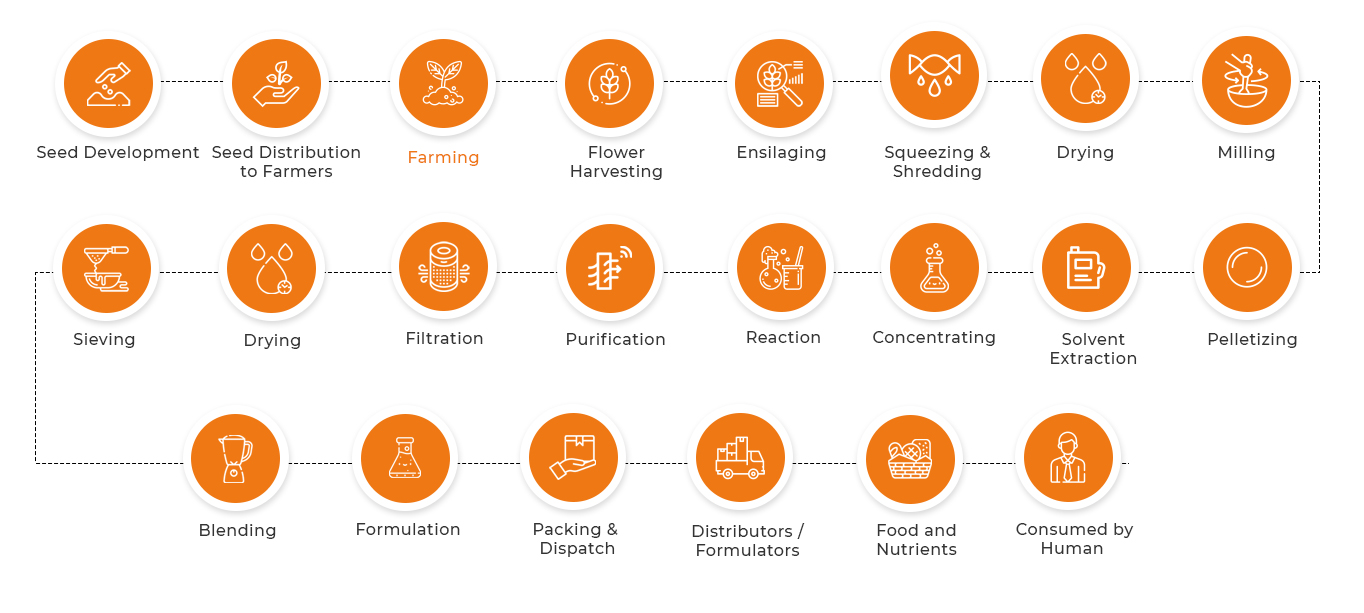 Seed Development
Seed Distribution
to Farmers
Farming
Flower
Harvesting
Ensilaging
Squeezing &
Shredding
Drying
Milling
Sieving
Drying
Filtration
Purification
Reaction
Concentrating
Solvent
Extraction
Pelletizing
Blending
Formulation
Packing &
Dispatch
Distributors /
Formulators
Food and
Nutrients
Consumed by
Human